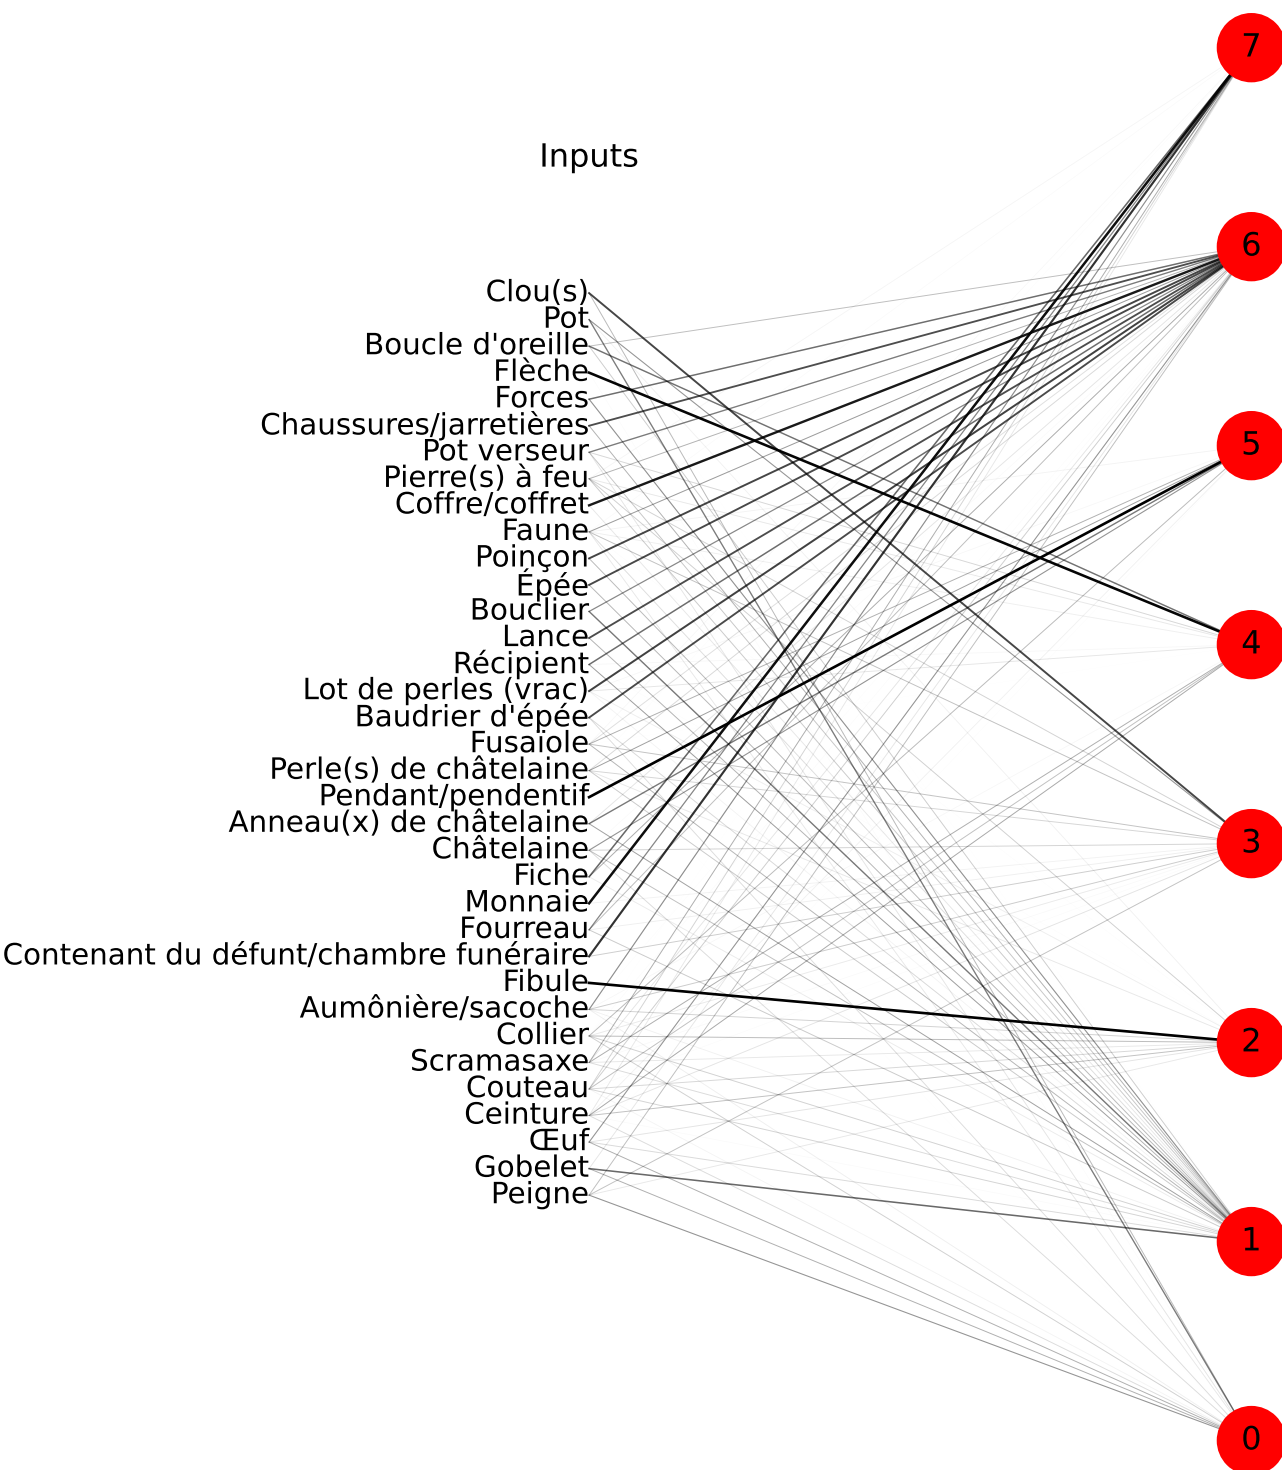 7
Inputs
6
Clou(s)
Pot
Boucle d'oreille
Flèche
Forces
Chaussures/jarretières
5
Pot verseur
Pierre(s) à feu
Coffre/coffret
Faune
Poinçon
Épée
Bouclier
Lance
4
Récipient
Lot de perles (vrac)
Baudrier d'épée
Fusaïole
Perle(s) de châtelaine
Pendant/pendentif
Anneau(x) de châtelaine
3
Châtelaine
Fiche
Monnaie
Fourreau
Contenant du défunt/chambre funéraire
Fibule
Aumônière/sacoche
Collier
2
Scramasaxe
Couteau
Ceinture
Œuf
Gobelet
Peigne
1
0